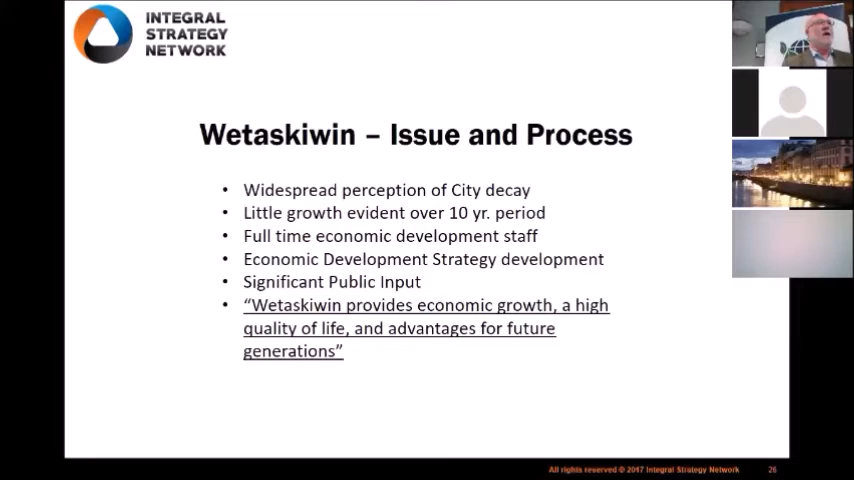 INTEGRAL
STRATEGY
NETWORK
Wetaskiwin – Issue and Process
• Widespread perception of City decay
• Little growth evident over 10 yr. period
• Full time economic development staff
• Economic Development Strategy development
• Significant Public Input
• “Wetaskiwin provides economic growth, a high
quality of life, and advantages for future
generations”
All rights reserved © 2017 Integral Strategy Network 26